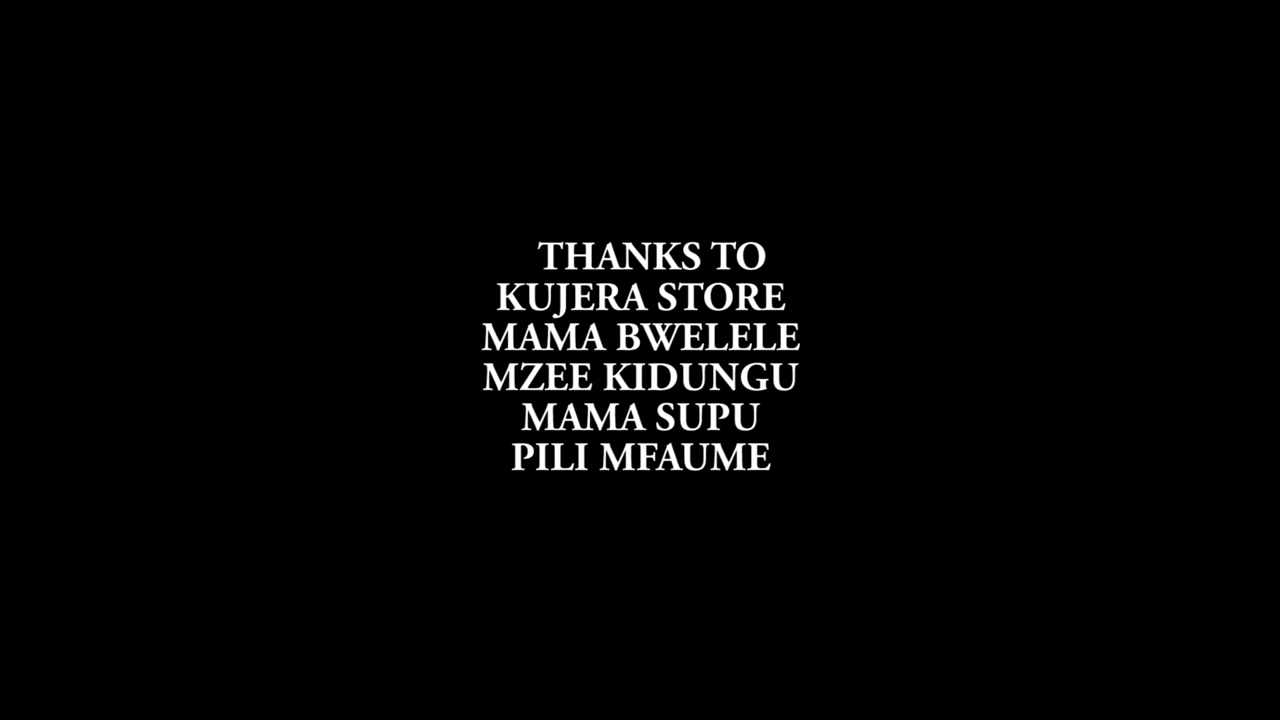 THANKS TO
KUJERA STORE
MAMA BWELELE
MZEE KIDUNGU
MAMA SUPU
PILI MFAUME